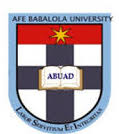 AFE BABALOLA UNIVERSITY
ABUAD
LABOR SERVITIUM ET INTEGRITAS